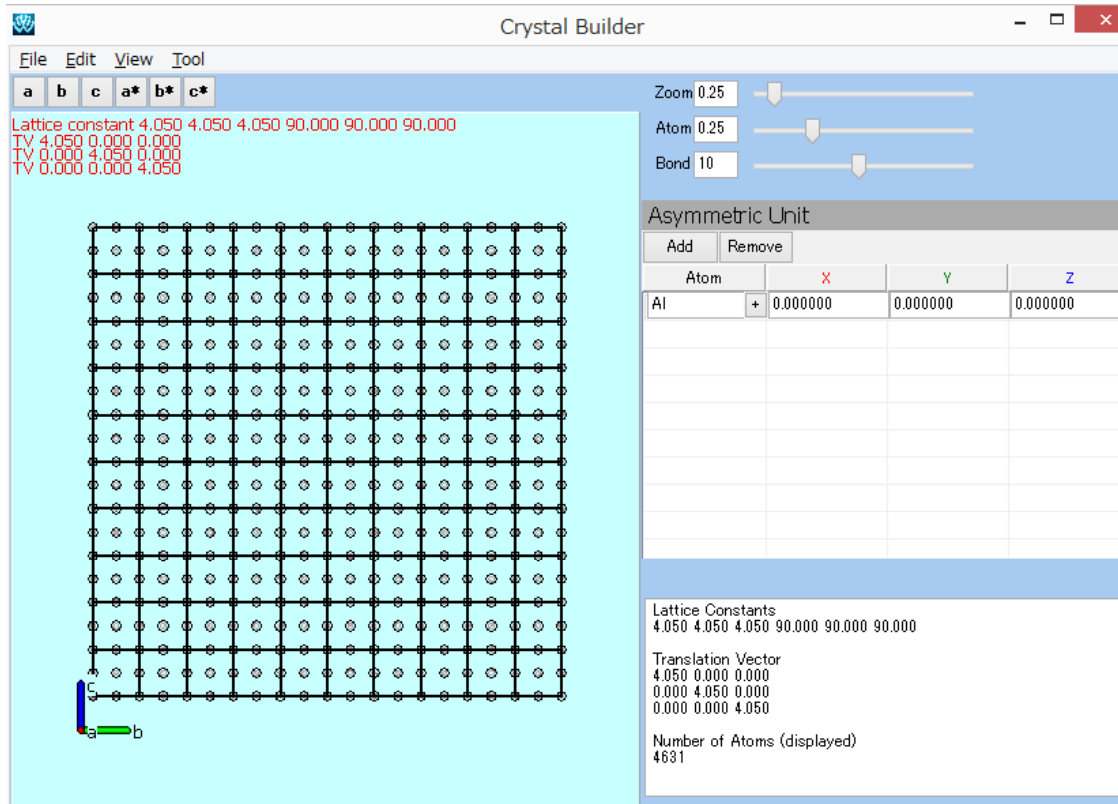 Crystal Builder
File Edit View Tool
a b c a* b* c*
Lattice constant 4.050 4.050 4.050 90.000 90.000 90.000
TV 4.050 0.000 0.000
TV 0.000 4.050 0.000
TV 0.000 0.000 4.050
c
a b
Zoom 0.25
Atom 0.25
Bond 10
Asymmetric Unit
Add Remove
Atom X Y Z
Al + 0.000000 0.000000 0.000000
Lattice Constants
4.050 4.050 4.050 90.000 90.000 90.000
Translation Vector
4.050 0.000 0.000
0.000 4.050 0.000
0.000 0.000 4.050
Number of Atoms (displayed)
4631